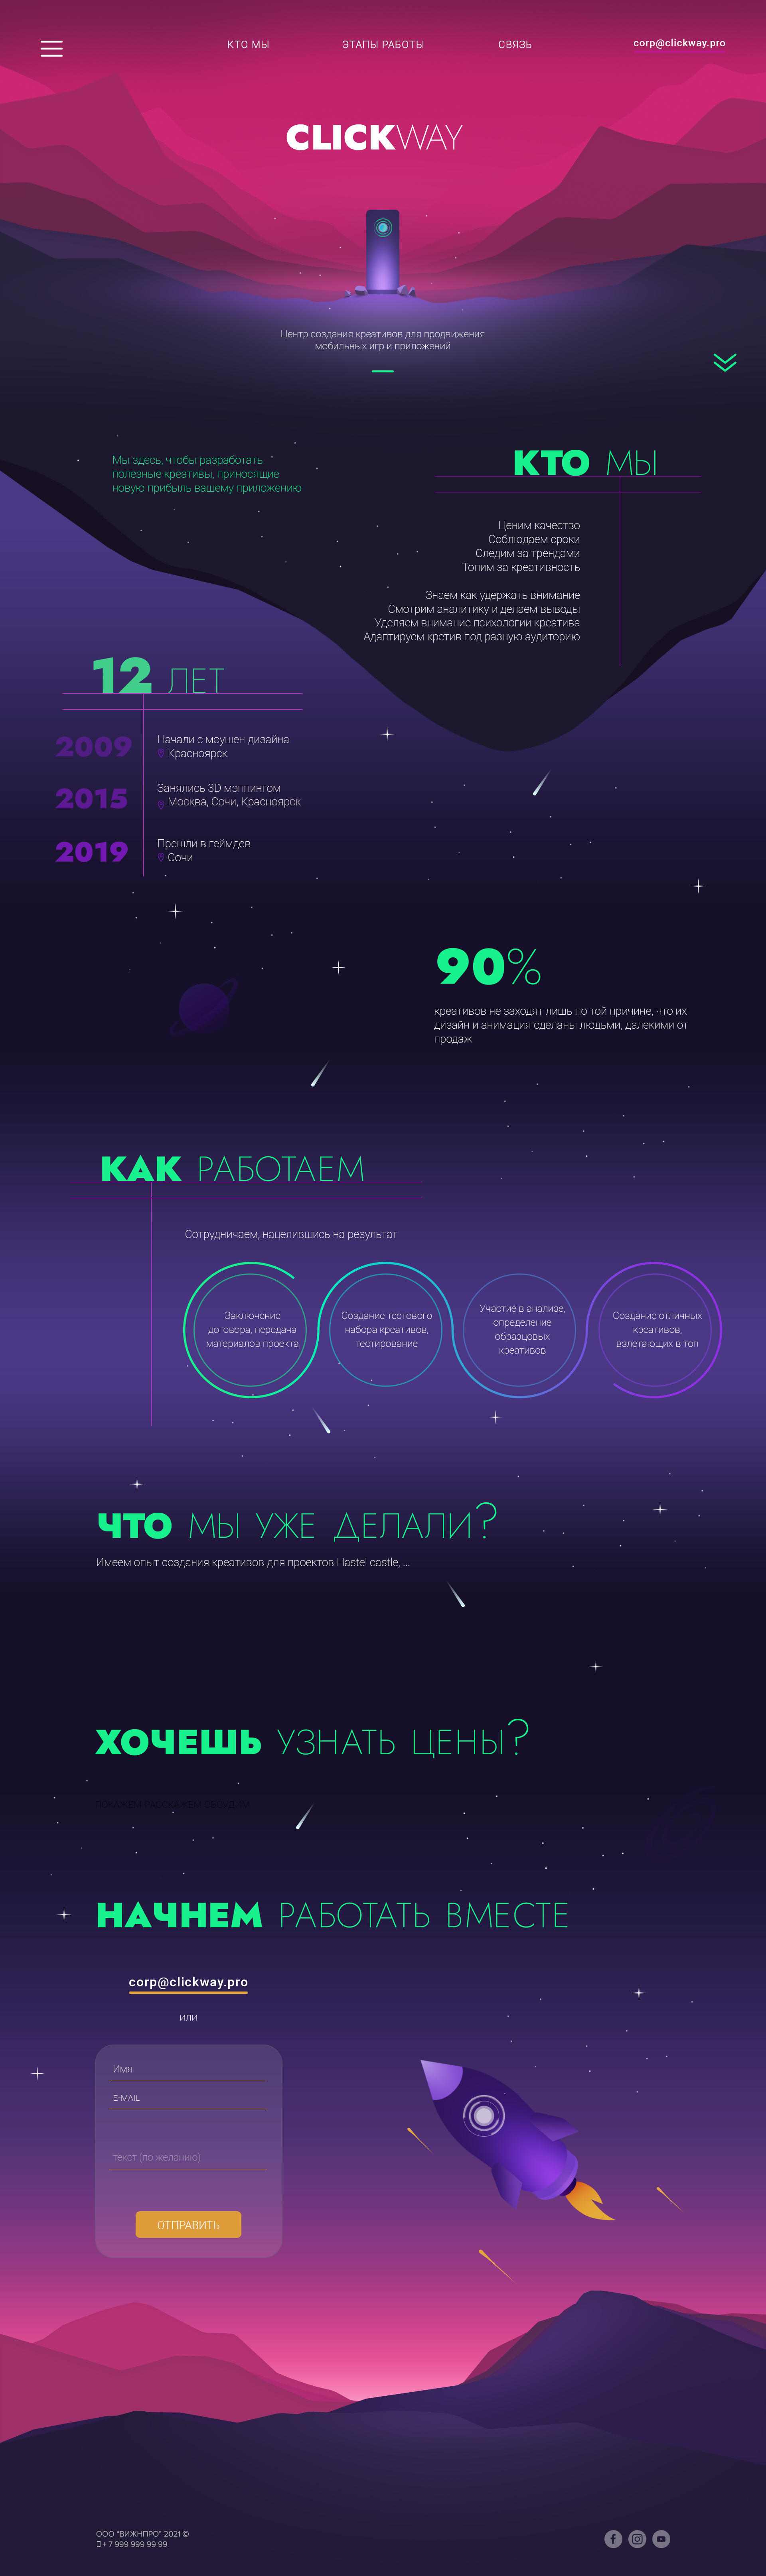 КТО МЫ
ЭТАПЫ РАБОТЫ
СВЯЗЬ
corp@clickway.pro
CLICKWAY
Центр создания креативов для продвижения
мобильных игр и приложений
Мы здесь, чтобы разработать
полезные креативы, приносящие
новую прибыль вашему приложению
КТО МЫ
Ценим качество
Соблюдаем сроки
Следим за трендами
Топим за креативность
Знаем как удержать внимание
Смотрим аналитику и делаем выводы
Уделяем внимание психологии креатива
Адаптируем кретив под разную аудиторию
12 ЛЕТ
2009
Начали с моушен дизайна
Красноярск
2015
Занялись 3D мэппингом
Москва, Сочи, Красноярск
2019
Прешли в геймдев
Сочи
90%
креативов не заходят лишь по той причине, что их
дизайн и анимация сделаны людьми, далекими от
продаж
КАК РАБОТАЕМ
Сотрудничаем, нацелившись на результат
Заключение
договора, передача
материалов проекта
Создание тестового
набора креативов,
тестирование
Участие в анализе,
определение
образцовых
креативов
Создание отличных
креативов,
взлетающих в топ
ЧТО МЫ УЖЕ ДЕЛАЛИ?
Имеем опыт создания креативов для проектов Hastel castle, ...
ХОЧЕШЬ УЗНАТЬ ЦЕНЫ?
НАЧНЕМ РАБОТАТЬ ВМЕСТЕ
corp@clickway.pro
или
Имя
E-MAIL
текст (по желанию)
ОТПРАВИТЬ
ООО "ВИЖНПРО" 2021 ©
+ 7 999 999 99 99